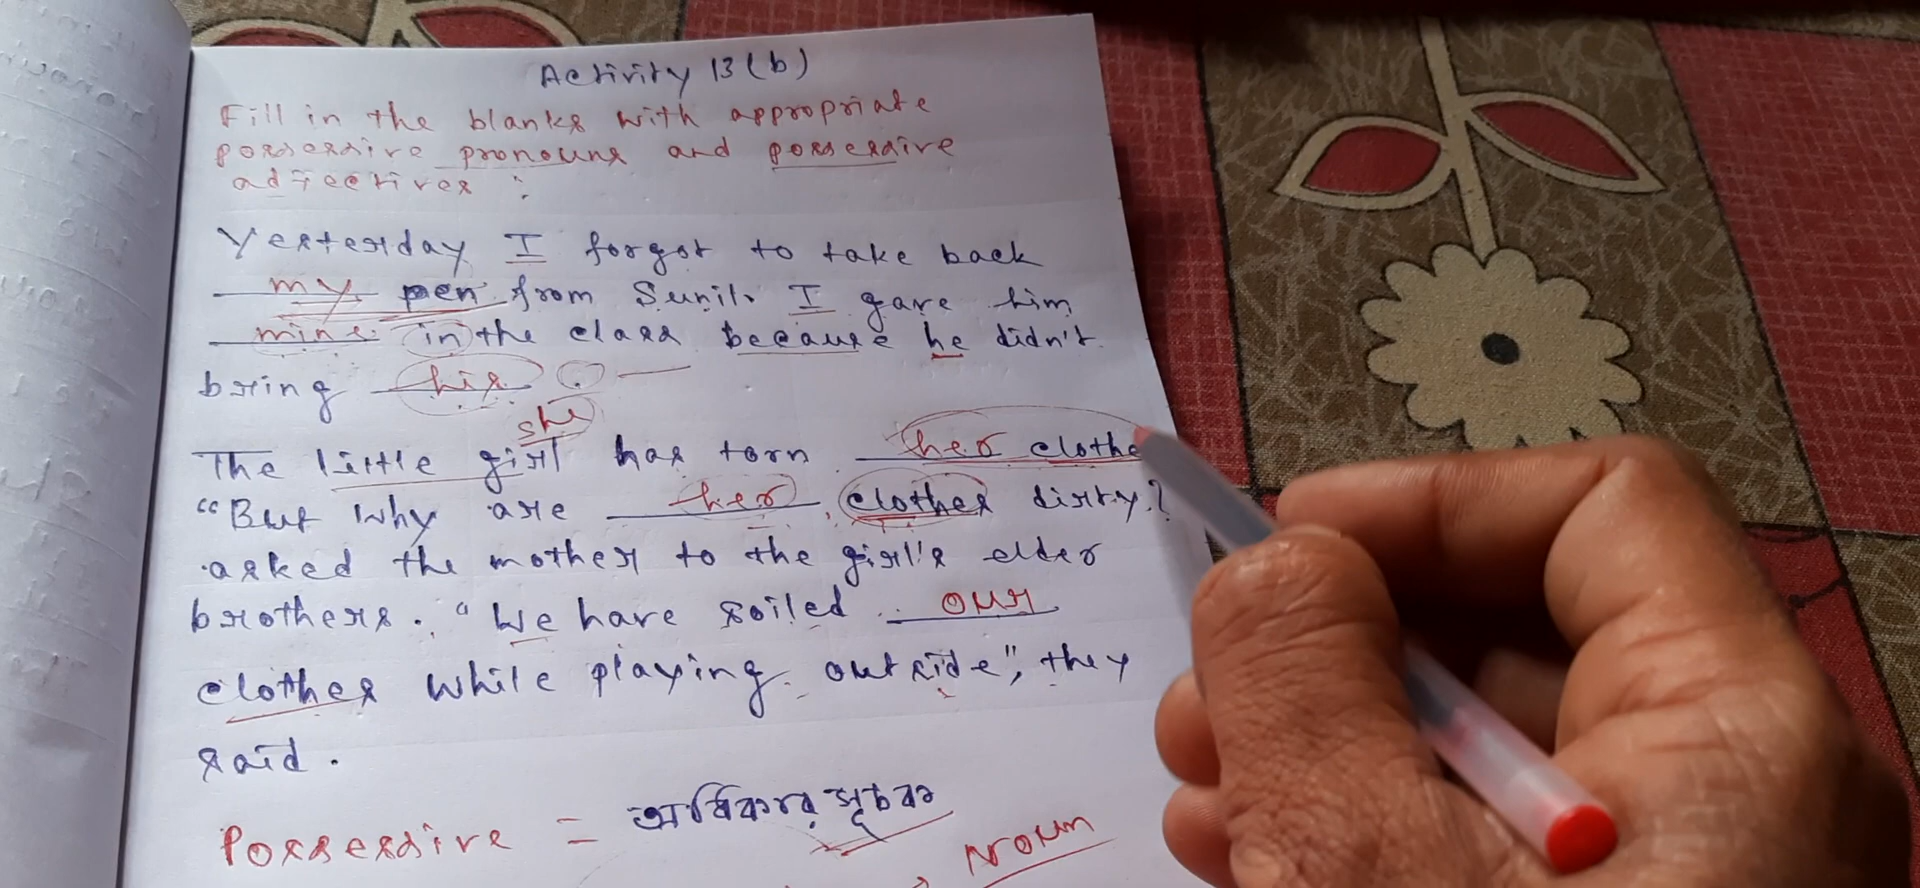 Activity 13(b)
Fill in the blanks with appropriate
possessive pronouns and possessive
adjectives :
Yesterday I forgot to take back
my pen from Sunil. I gave him
mine in the class because he didn't
bring his .
she
The little girl has torn her clothe
"But why are her clothes dirty?
asked the mother to the girl's elder
brothers. "We have soiled our
clothes while playing outside", they
said.
Possessive = অধিকার সূচক
Noun